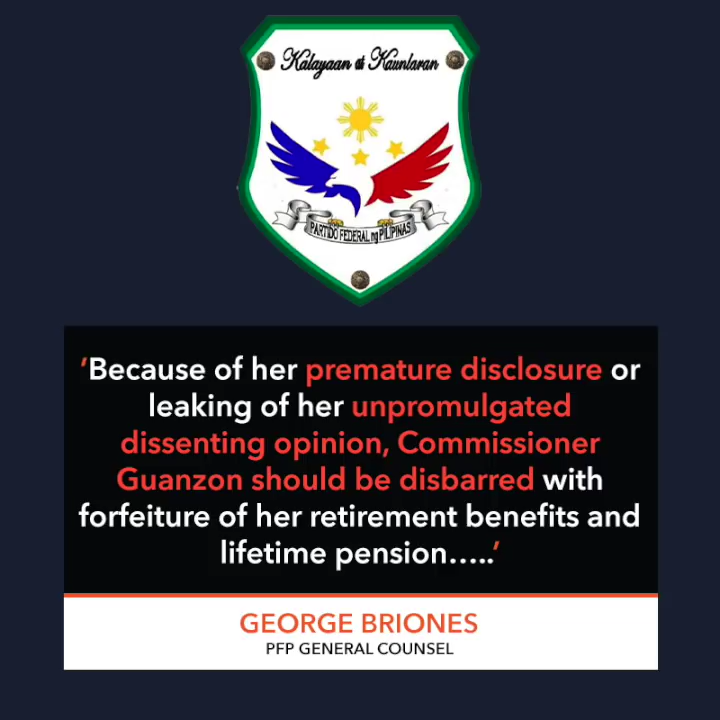 Kalayaan at Kaunlaran
PARTIDO FEDERAL ng PILIPINAS
‘Because of her premature disclosure or
leaking of her unpromulgated
dissenting opinion, Commissioner
Guanzon should be disbarred with
forfeiture of her retirement benefits and
lifetime pension.....’
GEORGE BRIONES
PFP GENERAL COUNSEL